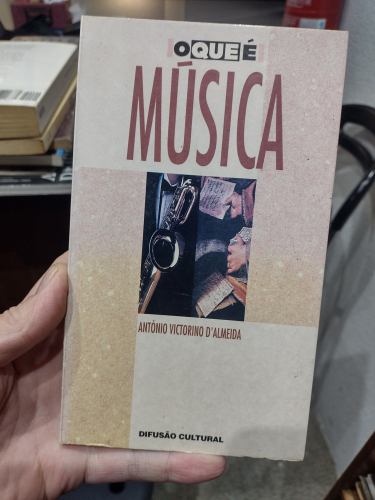 O QUE É
MÚSICA
ANTÓNIO VICTORINO D'ALMEIDA
DIFUSÃO CULTURAL